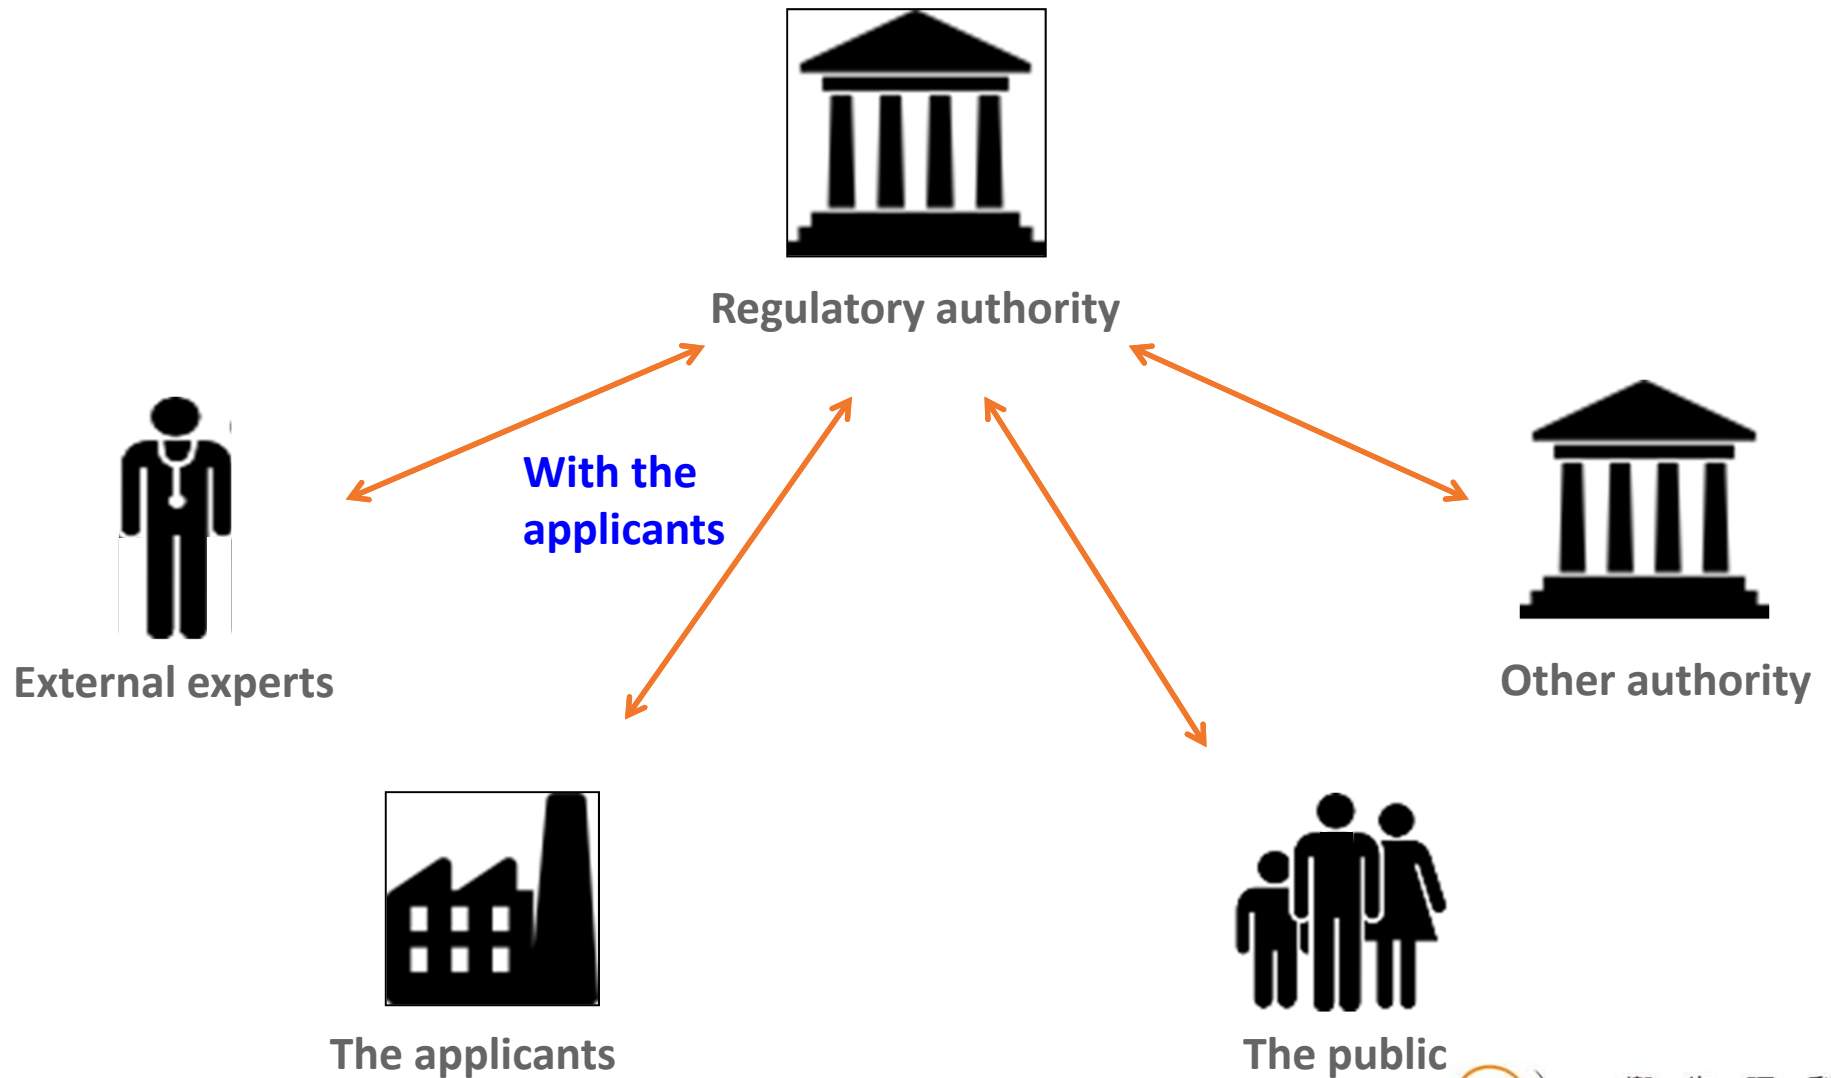 Regulatory authority
With the
applicants
External experts
Other authority
The applicants
The public